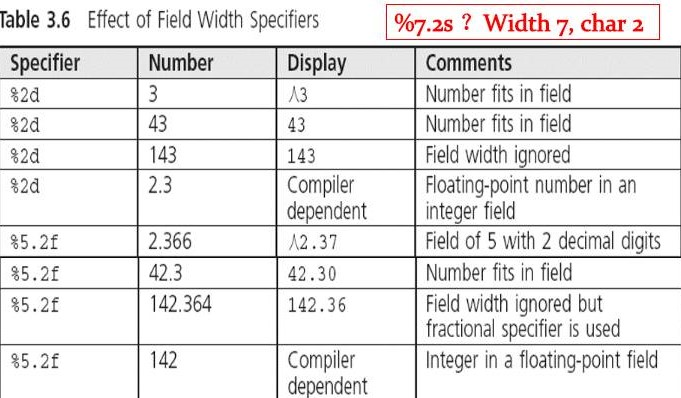 Table 3.6 Effect of Field Width Specifiers
%7.2s ? Width 7, char 2
Specifier Number Display Comments
%2d 3 ^3 Number fits in field
%2d 43 43 Number fits in field
%2d 143 143 Field width ignored
%2d 2.3 Compiler Floating-point number in an
dependent integer field
%5.2f 2.366 ^2.37 Field of 5 with 2 decimal digits
%5.2f 42.3 42.30 Number fits in field
%5.2f 142.364 142.36 Field width ignored but
fractional specifier is used
%5.2f 142 Compiler Integer in a floating-point field
dependent